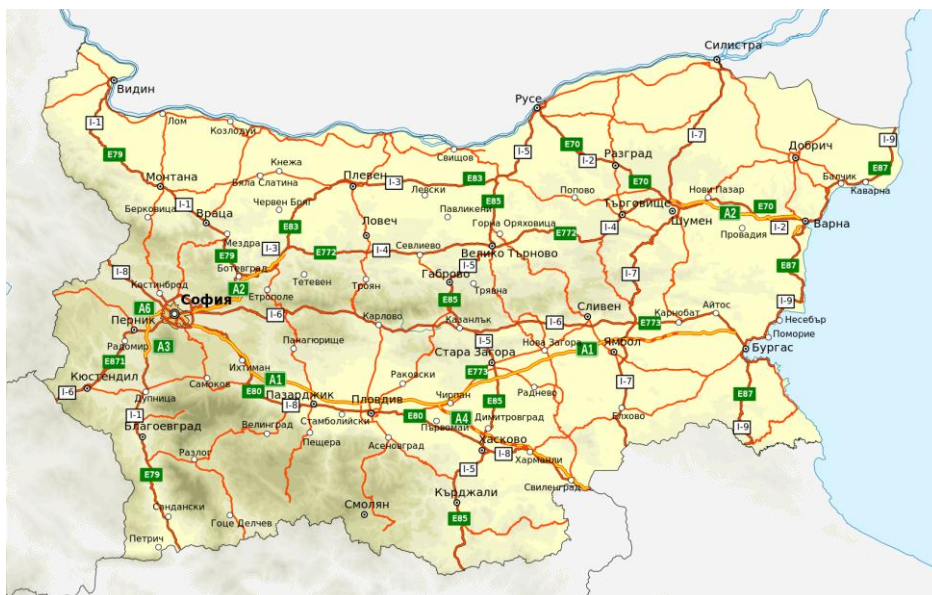 Силистра
Видин
Русе
I-1
Лом
Козлодуй
I-5
E70
I-7
I-9
E79
Свищов
I-2
Разград
Добрич
E87
Монтана
Кнежа
Бяла Слатина
Плевен
I-3
E83
E85
Левски
Попово
E70
Нови Пазар
E70
Балчик
Каварна
I-1
Враца
Червен Бряг
Павликени
Търговище
Шумен
A2
I-2
Варна
Берковица
Ловеч
E83
Горна Оряховица
I-4
Провадия
Мездра
I-3
E772
I-4
Севлиево
Велико Търново
E772
E79
Ботевград
I-5
I-8
A2
Тетевен
Троян
Габрово
Трявна
I-7
E87
Костинброд
Етрополе
E85
I-9
A6
София
I-6
Карлово
Казанлък
Сливен
I-6
E773
Карнобат
Айтос
Несебър
Перник
Поморие
Радомир
A3
Панагюрище
I-5
Нова Загора
A1
Ямбол
Бургас
E871
Ихтиман
Стара Загора
I-6
Кюстендил
Самоков
A1
E80
Раковски
E773
I-7
Дупница
Пазарджик
I-8
Пловдив
Чирпан
E85
Раднево
E87
I-1
Благоевград
Стамболийски
E80
A4
Димитровград
Елхово
I-9
Велинград
Пещера
Първомай
Асеновград
Хасково
I-8
Харманли
Разлог
E79
I-5
Свиленград
Сандански
Гоце Делчев
Смолян
Кърджали
E85
Петрич